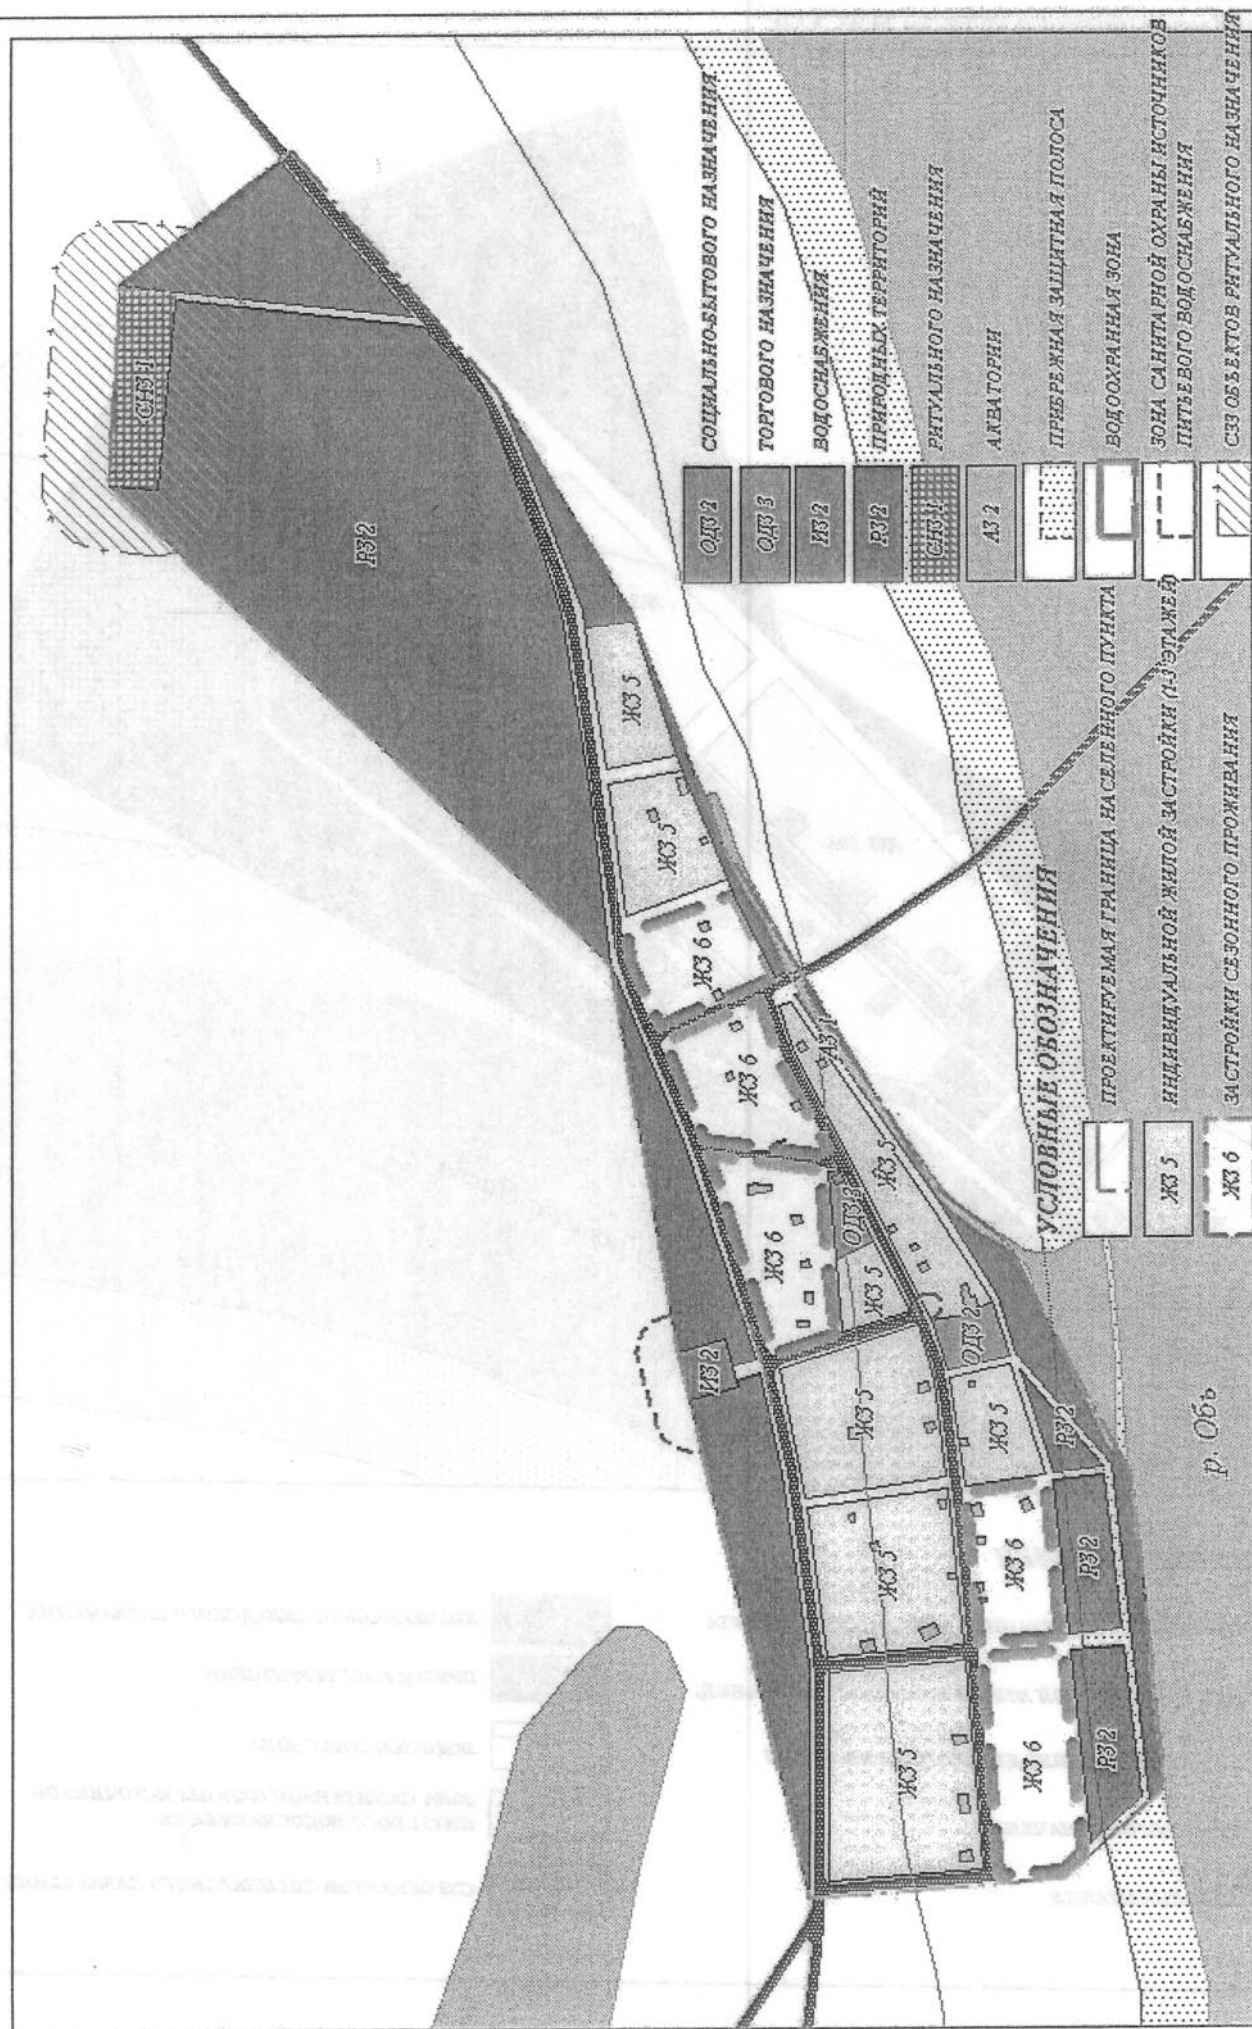 СНЗ 1
РЗ 2
ЖЗ 5
ЖЗ 5
ЖЗ 6
ЖЗ 6
АЗ 1
ЖЗ 5
ЖЗ 6
ОДЗ 3
ЖЗ 5
ОДЗ 2
ИЗ 2
ЖЗ 5
ЖЗ 5
РЗ 2
ЖЗ 5
ЖЗ 6
РЗ 2
ЖЗ 5
ЖЗ 6
РЗ 2
р. Обь
УСЛОВНЫЕ ОБОЗНАЧЕНИЯ
ПРОЕКТИРУЕМАЯ ГРАНИЦА НАСЕЛЕННОГО ПУНКТА
ЖЗ 5 ИНДИВИДУАЛЬНОЙ ЖИЛОЙ ЗАСТРОЙКИ (1-3 ЭТАЖЕЙ)
ЖЗ 6 ЗАСТРОЙКИ СЕЗОННОГО ПРОЖИВАНИЯ
ОДЗ 2 СОЦИАЛЬНО-БЫТОВОГО НАЗНАЧЕНИЯ
ОДЗ 3 ТОРГОВОГО НАЗНАЧЕНИЯ
ИЗ 2 ВОДОСНАБЖЕНИЯ
РЗ 2 ПРИРОДНЫХ ТЕРРИТОРИЙ
СНЗ 1 РИТУАЛЬНОГО НАЗНАЧЕНИЯ
АЗ 2 АКВАТОРИИ
ПРИБРЕЖНАЯ ЗАЩИТНАЯ ПОЛОСА
ВОДООХРАННАЯ ЗОНА
ЗОНА САНИТАРНОЙ ОХРАНЫ ИСТОЧНИКОВ
ПИТЬЕВОГО ВОДОСНАБЖЕНИЯ
СЗЗ ОБЪЕКТОВ РИТУАЛЬНОГО НАЗНАЧЕНИЯ